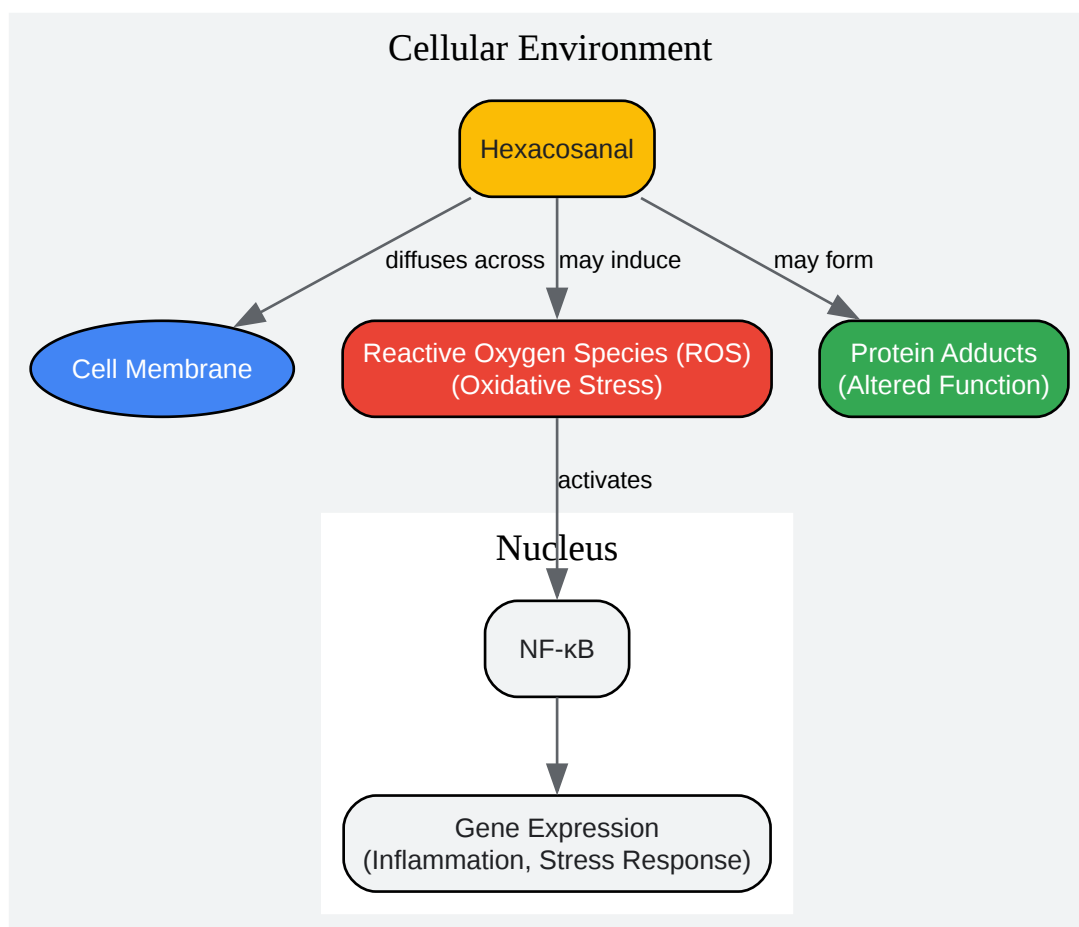 Cellular Environment
Hexacosanal
diffuses across
may induce
may form
Cell Membrane
Reactive Oxygen Species (ROS)
(Oxidative Stress)
Protein Adducts
(Altered Function)
activates
Nucleus
NF-κB
Gene Expression
(Inflammation, Stress Response)